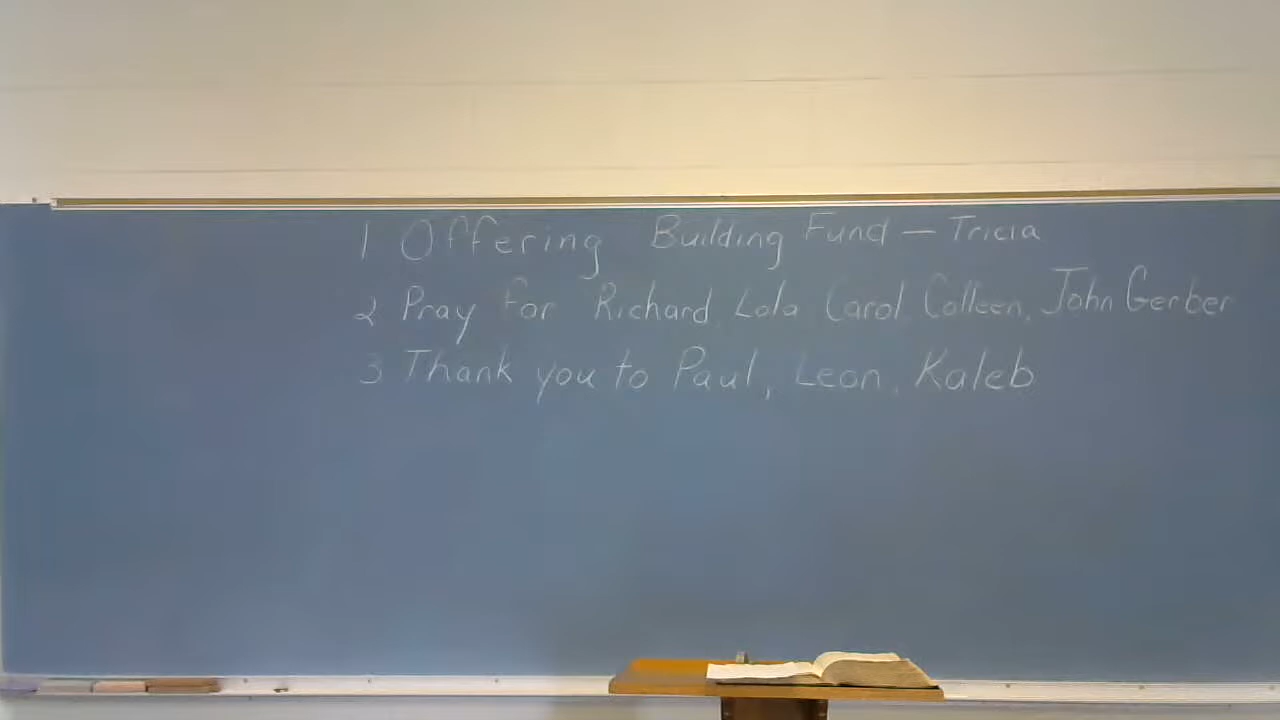 1 Offering Building Fund - Tricia
2 Pray for Richard, Lola, Carol, Colleen, John Gerber
3 Thank you to Paul, Leon, Kaleb